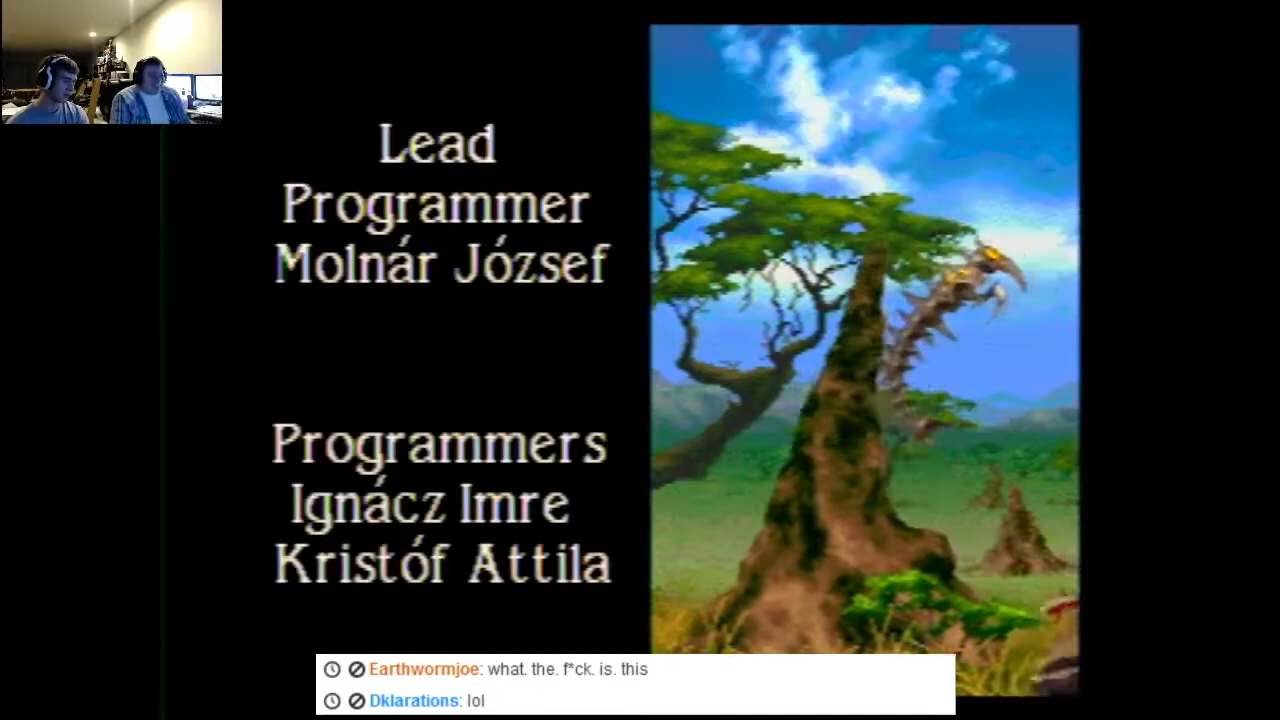 Lead
Programmer
Molnár József
Programmers
Ignácz Imre
Kristóf Attila
Earthwormjoe: what. the. f*ck. is. this
Dklarations: lol